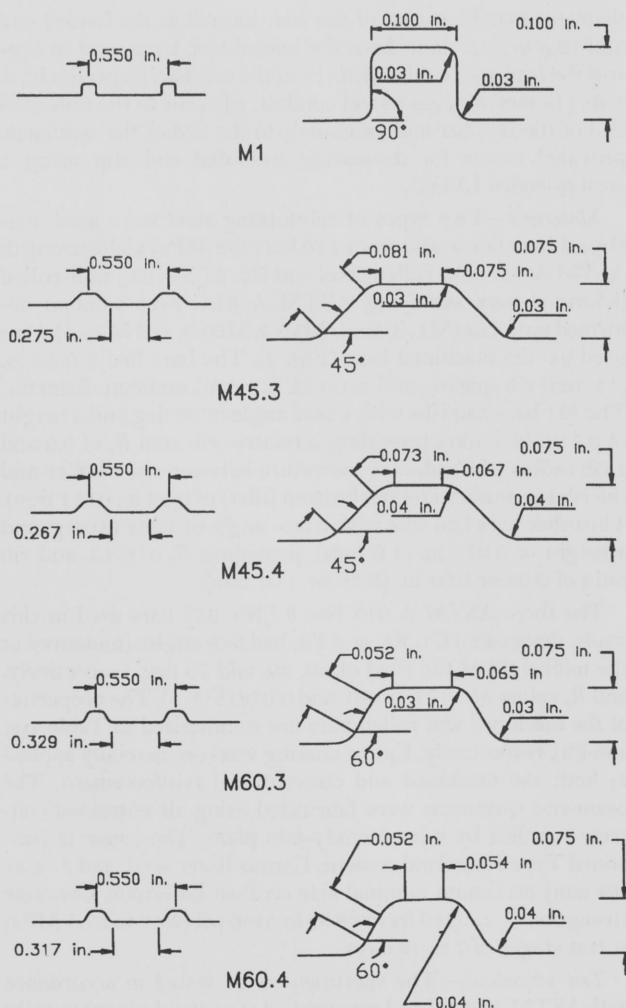 0.550 in.
0.100 in.
0.100 in.
0.03 in.
0.03 in.
90°
M1
0.550 in.
0.275 in.
0.081 in.
0.075 in.
0.075 in.
0.03 in.
0.03 in.
45°
M45.3
0.550 in.
0.267 in.
0.073 in.
0.067 in.
0.075 in.
0.04 in.
0.04 in.
45°
M45.4
0.550 in.
0.329 in.
0.052 in.
0.065 in
0.075 in.
0.03 in.
0.03 in.
60°
M60.3
0.550 in.
0.317 in.
0.052 in.
0.054 in.
0.075 in.
0.04 in.
60°
M60.4
0.04 in.